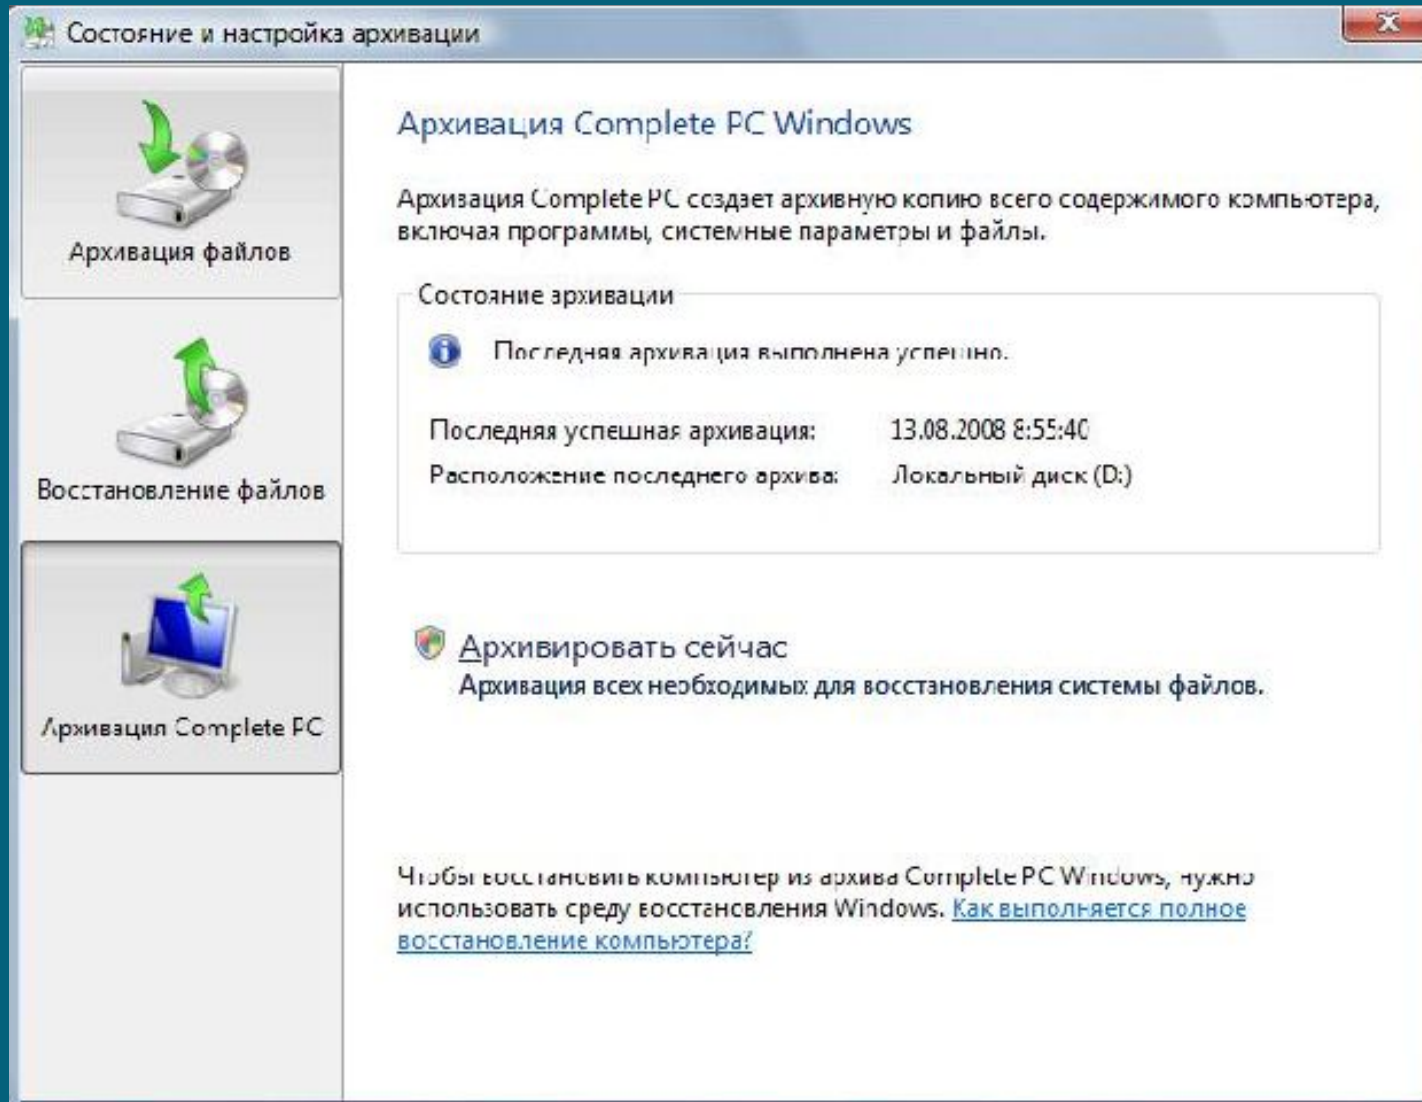 Состояние и настройка архивации
Архивация файлов
Восстановление файлов
Архивация Complete PC
Архивация Complete PC Windows
Архивация Complete PC создает архивную копию всего содержимого компьютера,
включая программы, системные параметры и файлы.
Состояние архивации
Последняя архивация выполнена успешно.
Последняя успешная архивация: 13.08.2008 8:55:40
Расположение последнего архива: Локальный диск (D:)
Архивировать сейчас
Архивация всех необходимых для восстановления системы файлов.
Чтобы восстановить компьютер из архива Complete PC Windows, нужно
использовать среду восстановления Windows. Как выполняется полное
восстановление компьютера?